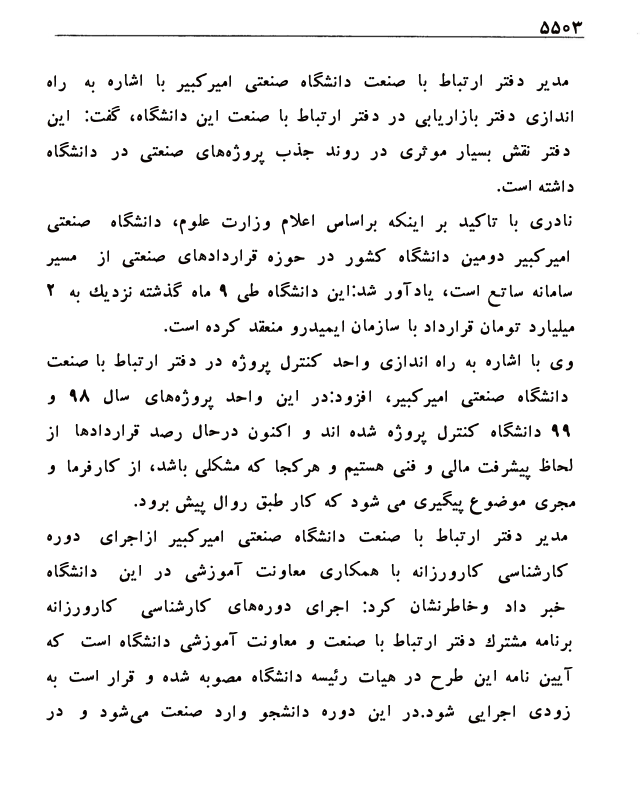 ۵۵۰۳
مدیر دفتر ارتباط با صنعت دانشگاه صنعتی امیرکبیر با اشاره به راه
اندازی دفتر بازاریابی در دفتر ارتباط با صنعت این دانشگاه، گفت: این
دفتر نقش بسیار موثری در روند جذب پروژه‌های صنعتی در دانشگاه
داشته است.
نادری با تاکید بر اینکه براساس اعلام وزارت علوم، دانشگاه صنعتی
امیرکبیر دومین دانشگاه کشور در حوزه قراردادهای صنعتی از مسیر
سامانه ساتع است، یادآور شد:این دانشگاه طی ۹ ماه گذشته نزدیك به ۲
میلیارد تومان قرارداد با سازمان ایمیدرو منعقد کرده است.
وی با اشاره به راه اندازی واحد کنترل پروژه در دفتر ارتباط با صنعت
دانشگاه صنعتی امیرکبیر، افزود:در این واحد پروژه‌های سال ۹۸ و
۹۹ دانشگاه کنترل پروژه شده اند و اکنون درحال رصد قراردادها از
لحاظ پیشرفت مالی و فنی هستیم و هرکجا که مشکلی باشد، از کارفرما و
مجری موضوع پیگیری می شود که کار طبق روال پیش برود.
مدیر دفتر ارتباط با صنعت دانشگاه صنعتی امیرکبیر ازاجرای دوره
کارشناسی کارورزانه با همکاری معاونت آموزشی در این دانشگاه
خبر داد وخاطرنشان کرد: اجرای دوره‌های کارشناسی کارورزانه
برنامه مشترك دفتر ارتباط با صنعت و معاونت آموزشی دانشگاه است که
آیین نامه این طرح در هیات رئیسه دانشگاه مصوبه شده و قرار است به
زودی اجرایی شود.در این دوره دانشجو وارد صنعت می‌شود و در